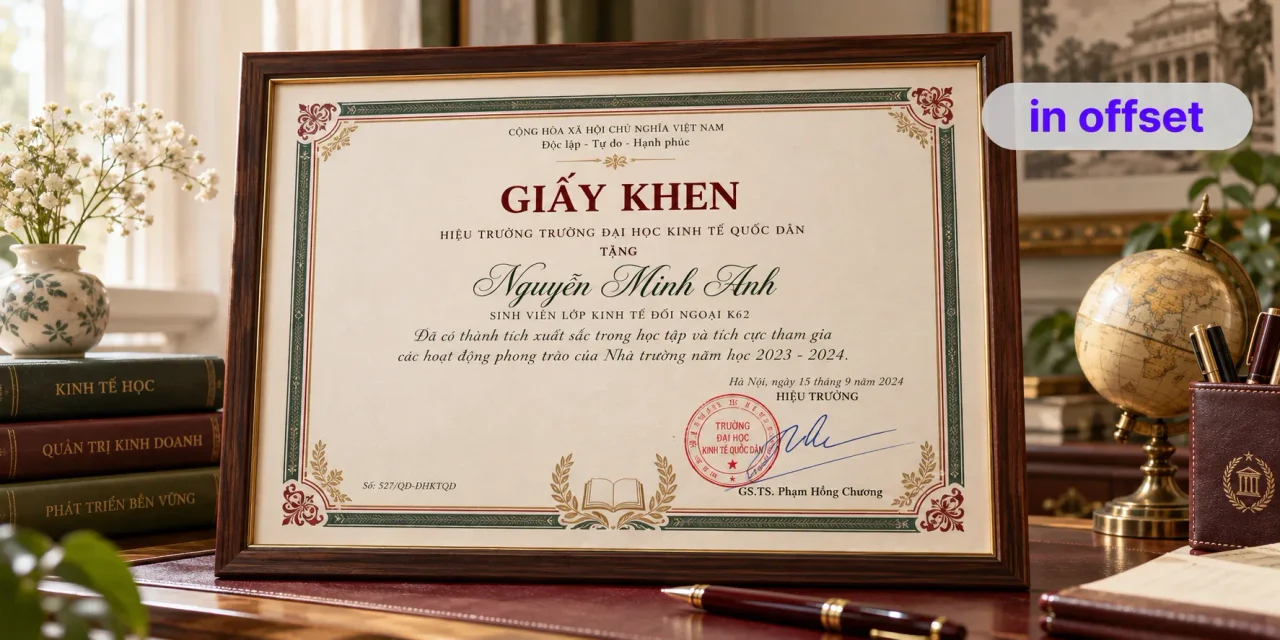 in offset
CỘNG HÒA XÃ HỘI CHỦ NGHĨA VIỆT NAM
Độc lập - Tự do - Hạnh phúc
GIẤY KHEN
HIỆU TRƯỞNG TRƯỜNG ĐẠI HỌC KINH TẾ QUỐC DÂN
TẶNG
Nguyễn Minh Anh
SINH VIÊN LỚP KINH TẾ ĐỐI NGOẠI K62
Đã có thành tích xuất sắc trong học tập và tích cực tham gia
các hoạt động phong trào của Nhà trường năm học 2023 - 2024.
Hà Nội, ngày 15 tháng 9 năm 2024
HIỆU TRƯỞNG
TRƯỜNG
ĐẠI HỌC
KINH TẾ QUỐC DÂN
GS.TS. Phạm Hồng Chương
Số: 527/QĐ-ĐHKTQD
KINH TẾ HỌC
QUẢN TRỊ KINH DOANH
PHÁT TRIỂN BỀN VỮNG